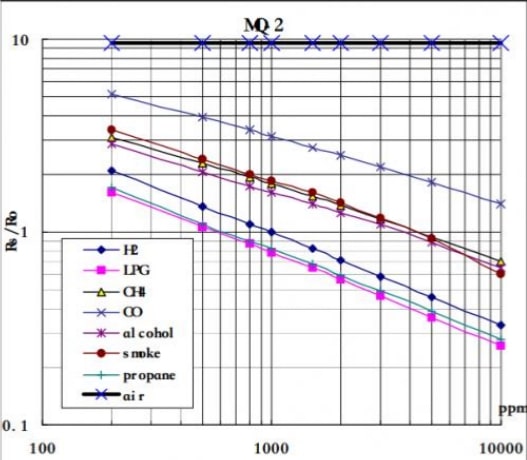 MQ-2
10
Rs/Ro
1
H2
LPG
CH4
CO
alcohol
smoke
propane
air
0.1
ppm
100
1000
10000